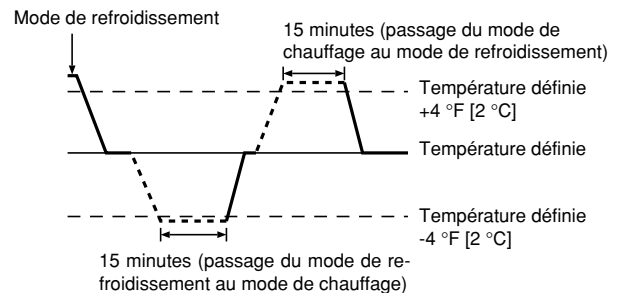 Mode de refroidissement
15 minutes (passage du mode de
chauffage au mode de refroidissement)
Température définie
+4 °F [2 °C]
Température définie
Température définie
-4 °F [2 °C]
15 minutes (passage du mode de re-
froidissement au mode de chauffage)